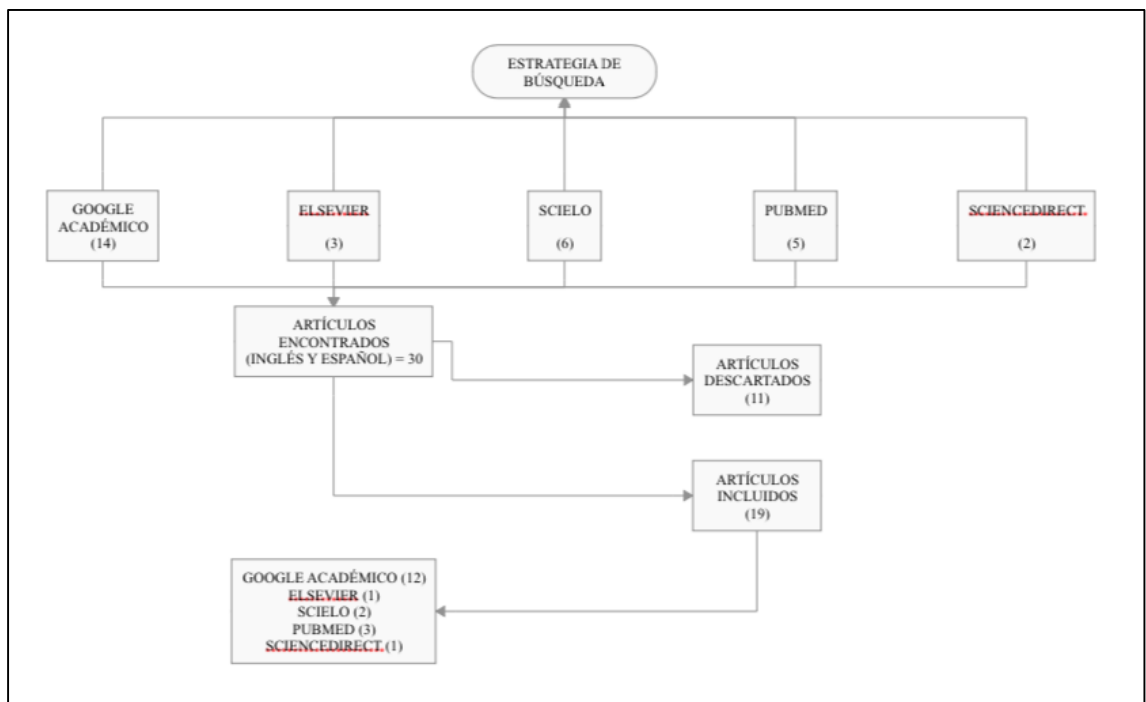 ESTRATEGIA DE
BÚSQUEDA
GOOGLE
ACADÉMICO
(14)
ELSEVIER
(3)
SCIELO
(6)
PUBMED
(5)
SCIENCEDIRECT
(2)
ARTÍCULOS
ENCONTRADOS
(INGLÉS Y ESPAÑOL) = 30
ARTÍCULOS
DESCARTADOS
(11)
ARTÍCULOS
INCLUIDOS
(19)
GOOGLE ACADÉMICO (12)
ELSEVIER (1)
SCIELO (2)
PUBMED (3)
SCIENCEDIRECT (1)